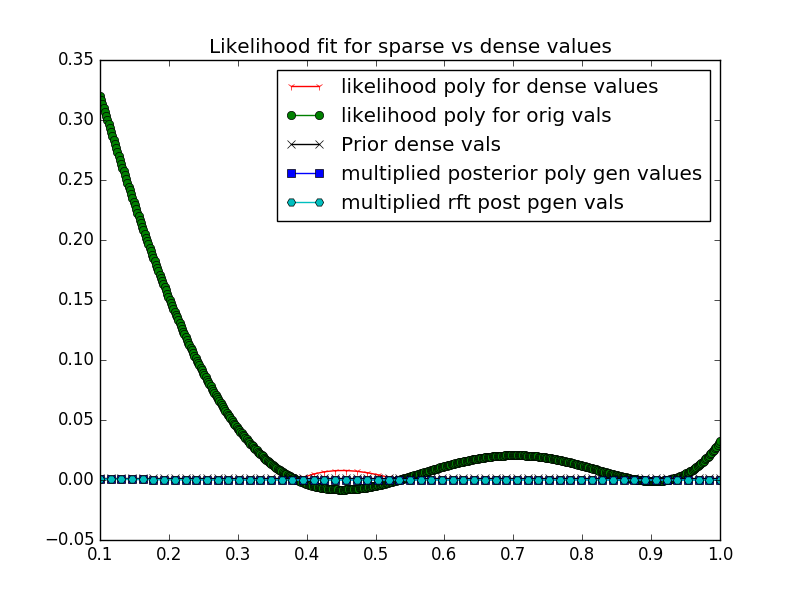 Likelihood fit for sparse vs dense values
0.35
0.30
0.25
0.20
0.15
0.10
0.05
0.00
−0.05
likelihood poly for dense values
likelihood poly for orig vals
Prior dense vals
multiplied posterior poly gen values
multiplied rft post pgen vals
0.1 0.2 0.3 0.4 0.5 0.6 0.7 0.8 0.9 1.0